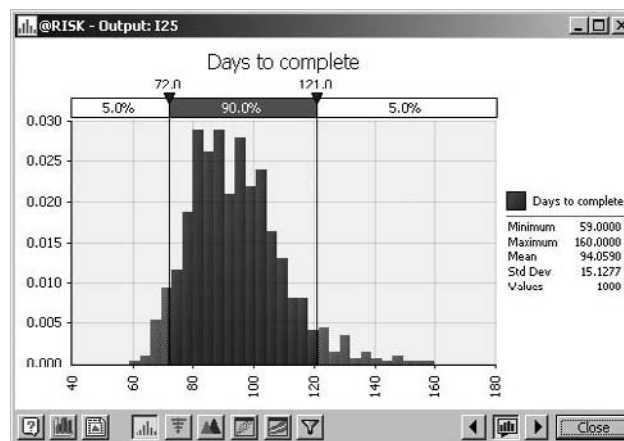 @RISK - Output: I25
Days to complete
72.0 121.0
5.0% 90.0% 5.0%
0.030
0.025
0.020
0.015
0.010
0.005
0.000
40 60 80 100 120 140 160 180
Days to complete
Minimum 59.0000
Maximum 160.0000
Mean 94.0590
Std Dev 15.1277
Values 1000
Close